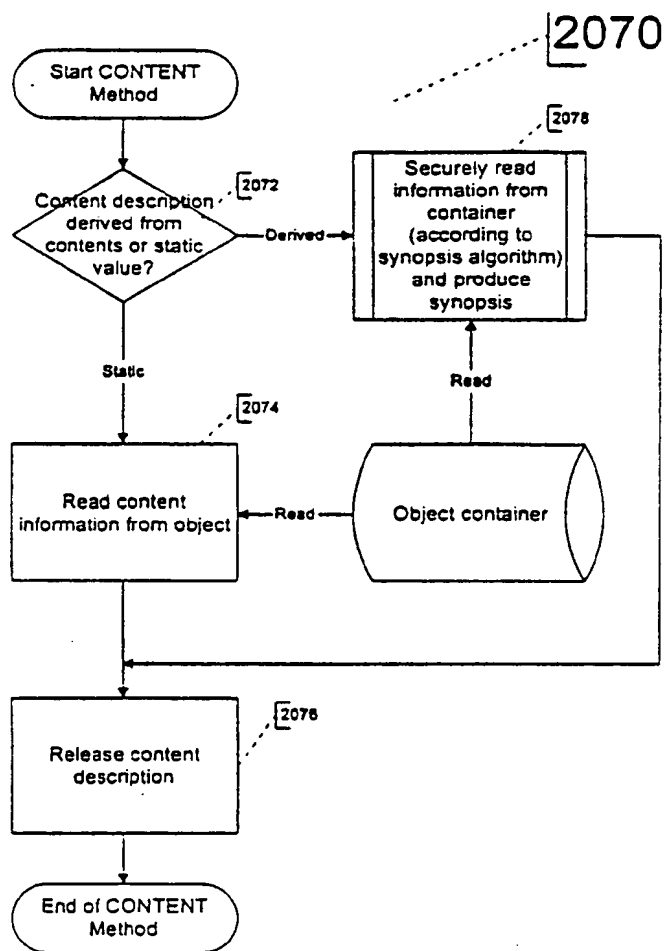 2070
Start CONTENT
Method
2078
2072
Content description
derived from
contents or static
value?
Derived
Securely read
information from
container
(according to
synopsis algorithm)
and produce
synopsis
Static
Read
2074
Read content
information from object
Read
Object container
2076
Release content
description
End of CONTENT
Method